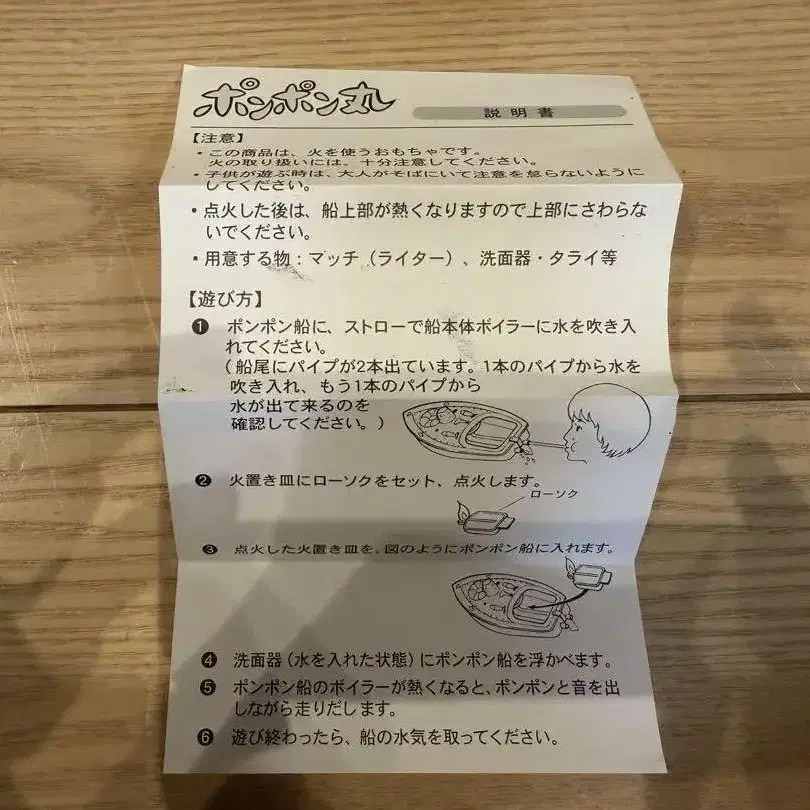 ポンポン丸
説明書
【注意】
・この商品は、火を使うおもちゃです。
火の取り扱いには、十分注意してください。
・子供が遊ぶ時は、大人がそばにいて注意を怠らないように
してください。
・点火した後は、船上部が熱くなりますので上部にさわらな
いでください。
・用意する物：マッチ（ライター）、洗面器・タライ等
【遊び方】
❶ ポンポン船に、ストローで船本体ボイラーに水を吹き入
れてください。
（船尾にパイプが2本出ています。1本のパイプから水を
吹き入れ、もう1本のパイプから
水が出て来るのを
確認してください。）
❷ 火置き皿にローソクをセット、点火します。
ローソク
❸ 点火した火置き皿を、図のようにポンポン船に入れます。
❹ 洗面器（水を入れた状態）にポンポン船を浮かべます。
❺ ポンポン船のボイラーが熱くなると、ポンポンと音を出
しながら走りだします。
❻ 遊び終わったら、船の水気を取ってください。